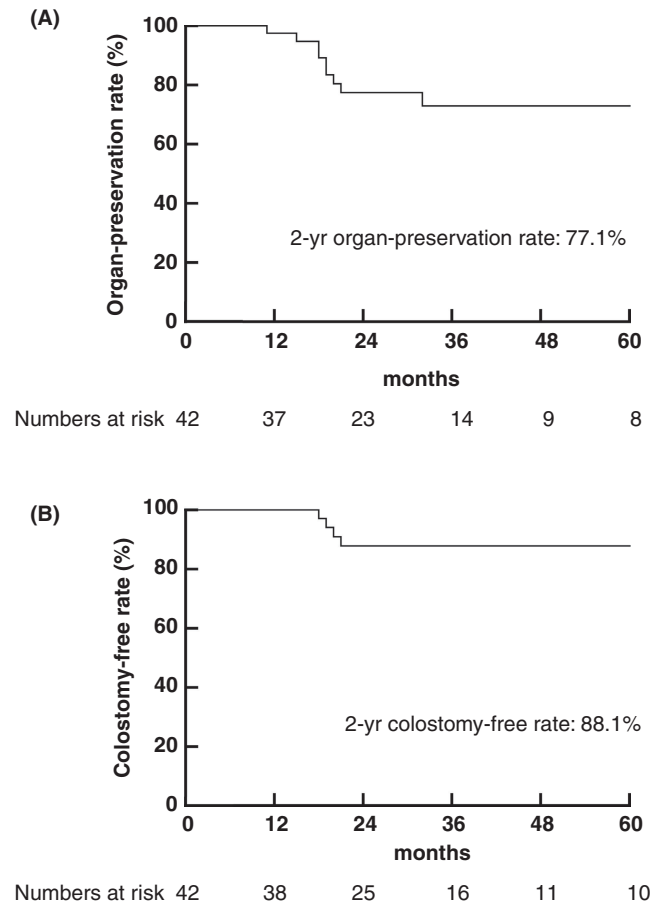 (A)
Organ-preservation rate (%)
100
80
60
40
20
0
2-yr organ-preservation rate: 77.1%
0 12 24 36 48 60
months
Numbers at risk 42 37 23 14 9 8
(B)
Colostomy-free rate (%)
100
80
60
40
20
0
2-yr colostomy-free rate: 88.1%
0 12 24 36 48 60
months
Numbers at risk 42 38 25 16 11 10